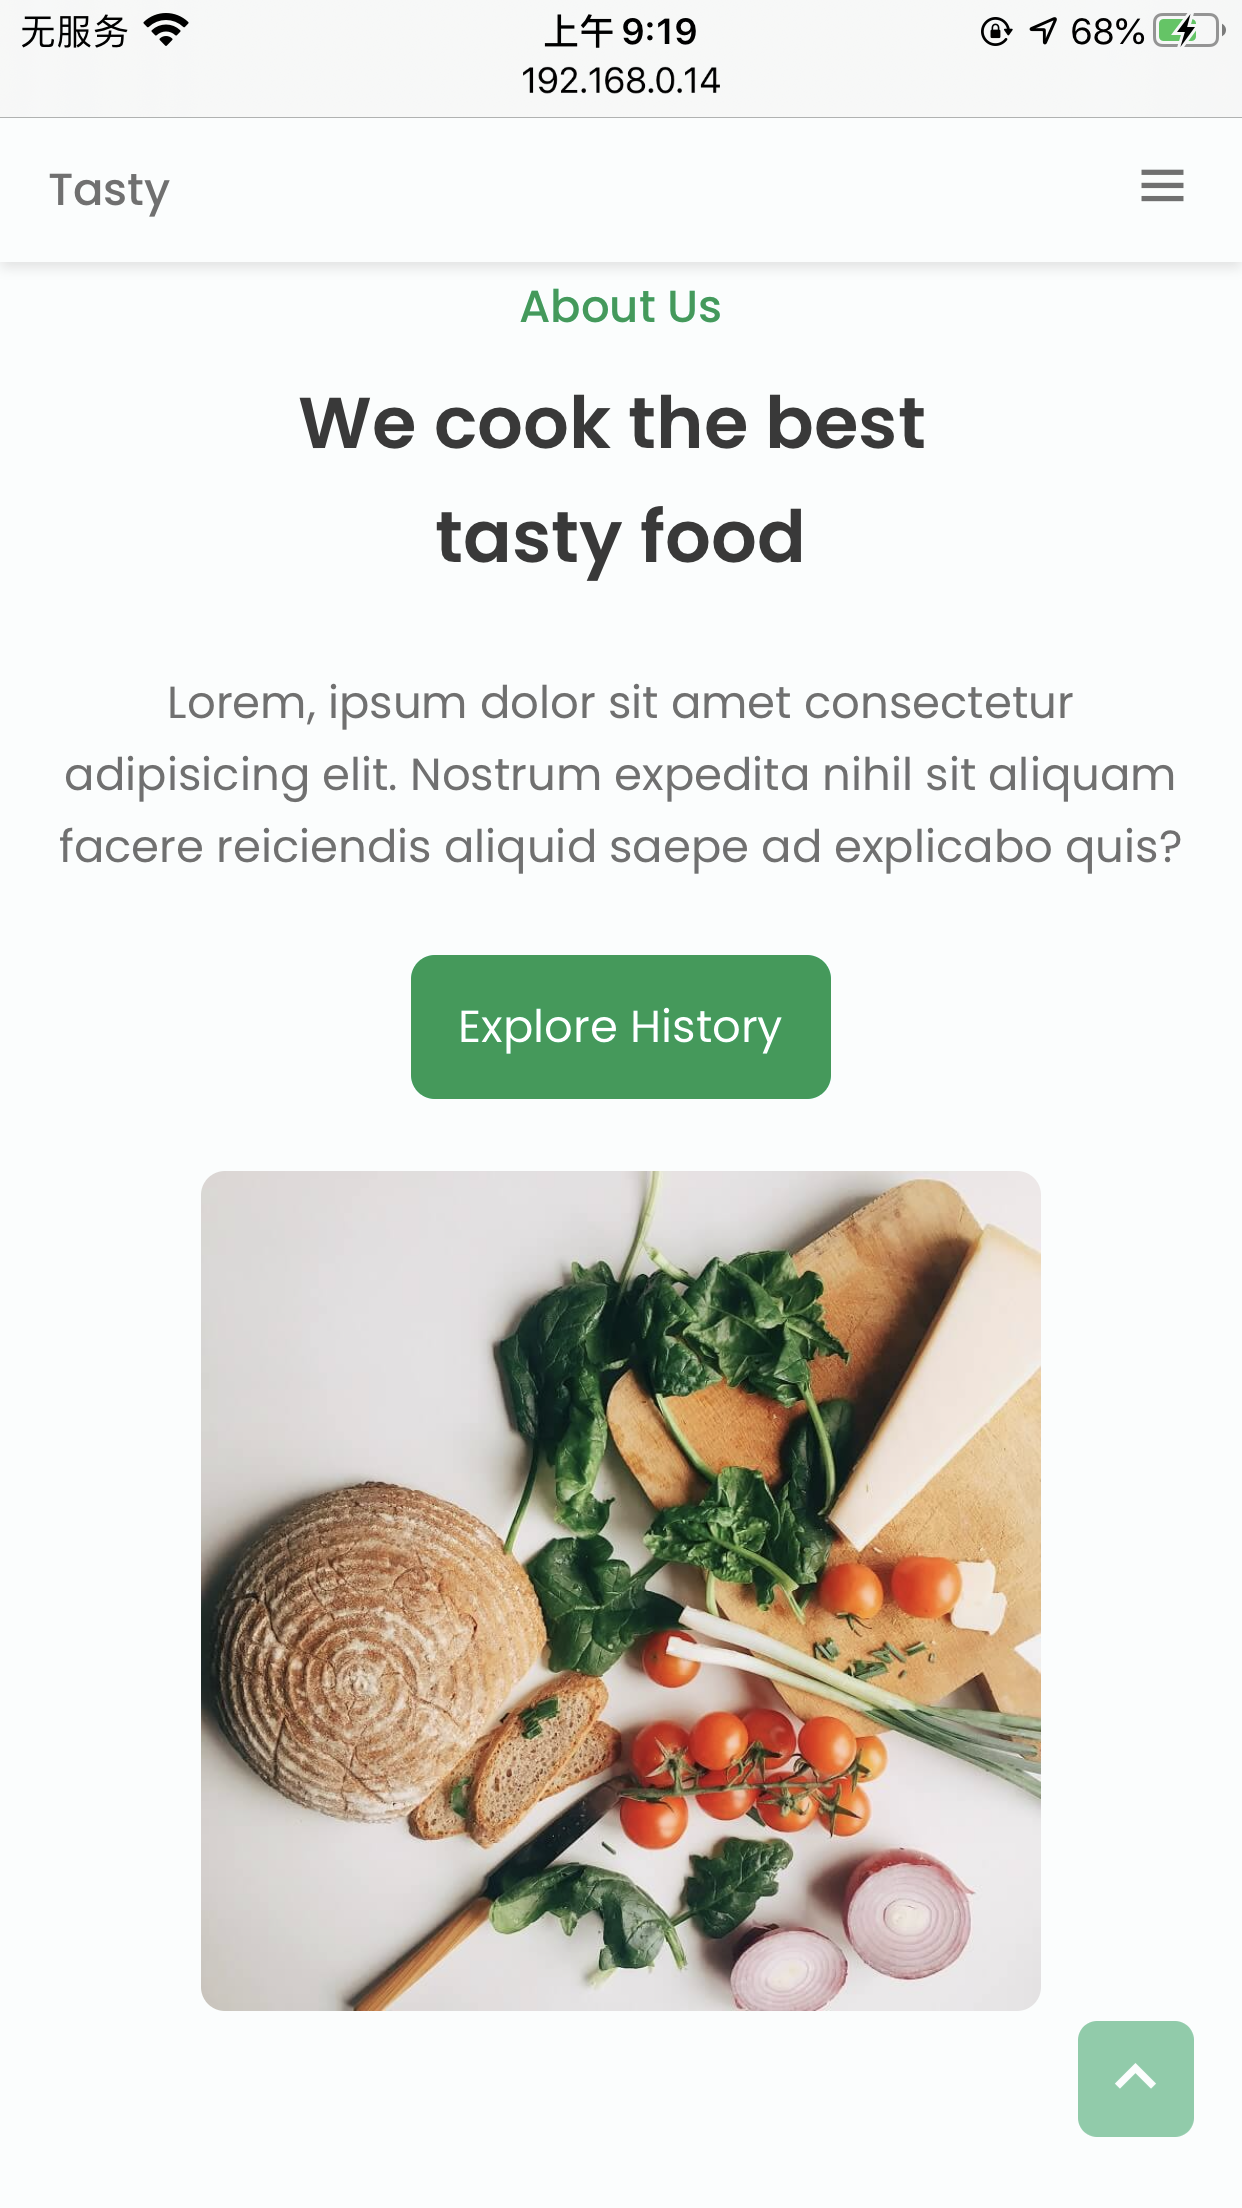 无服务 上午 9:19 68%
192.168.0.14
Tasty
About Us
We cook the best
tasty food
Lorem, ipsum dolor sit amet consectetur
adipisicing elit. Nostrum expedita nihil sit aliquam
facere reiciendis aliquid saepe ad explicabo quis?
Explore History